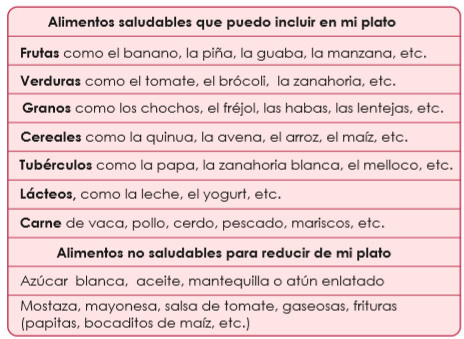 Alimentos saludables que puedo incluir en mi plato
Frutas como el banano, la piña, la guaba, la manzana, etc.
Verduras como el tomate, el brócoli, la zanahoria, etc.
Granos como los chochos, el fréjol, las habas, las lentejas, etc.
Cereales como la quinua, la avena, el arroz, el maíz, etc.
Tubérculos como la papa, la zanahoria blanca, el melloco, etc.
Lácteos, como la leche, el yogurt, etc.
Carne de vaca, pollo, cerdo, pescado, mariscos, etc.
Alimentos no saludables para reducir de mi plato
Azúcar blanca, aceite, mantequilla o atún enlatado
Mostaza, mayonesa, salsa de tomate, gaseosas, frituras
(papitas, bocaditos de maíz, etc.)